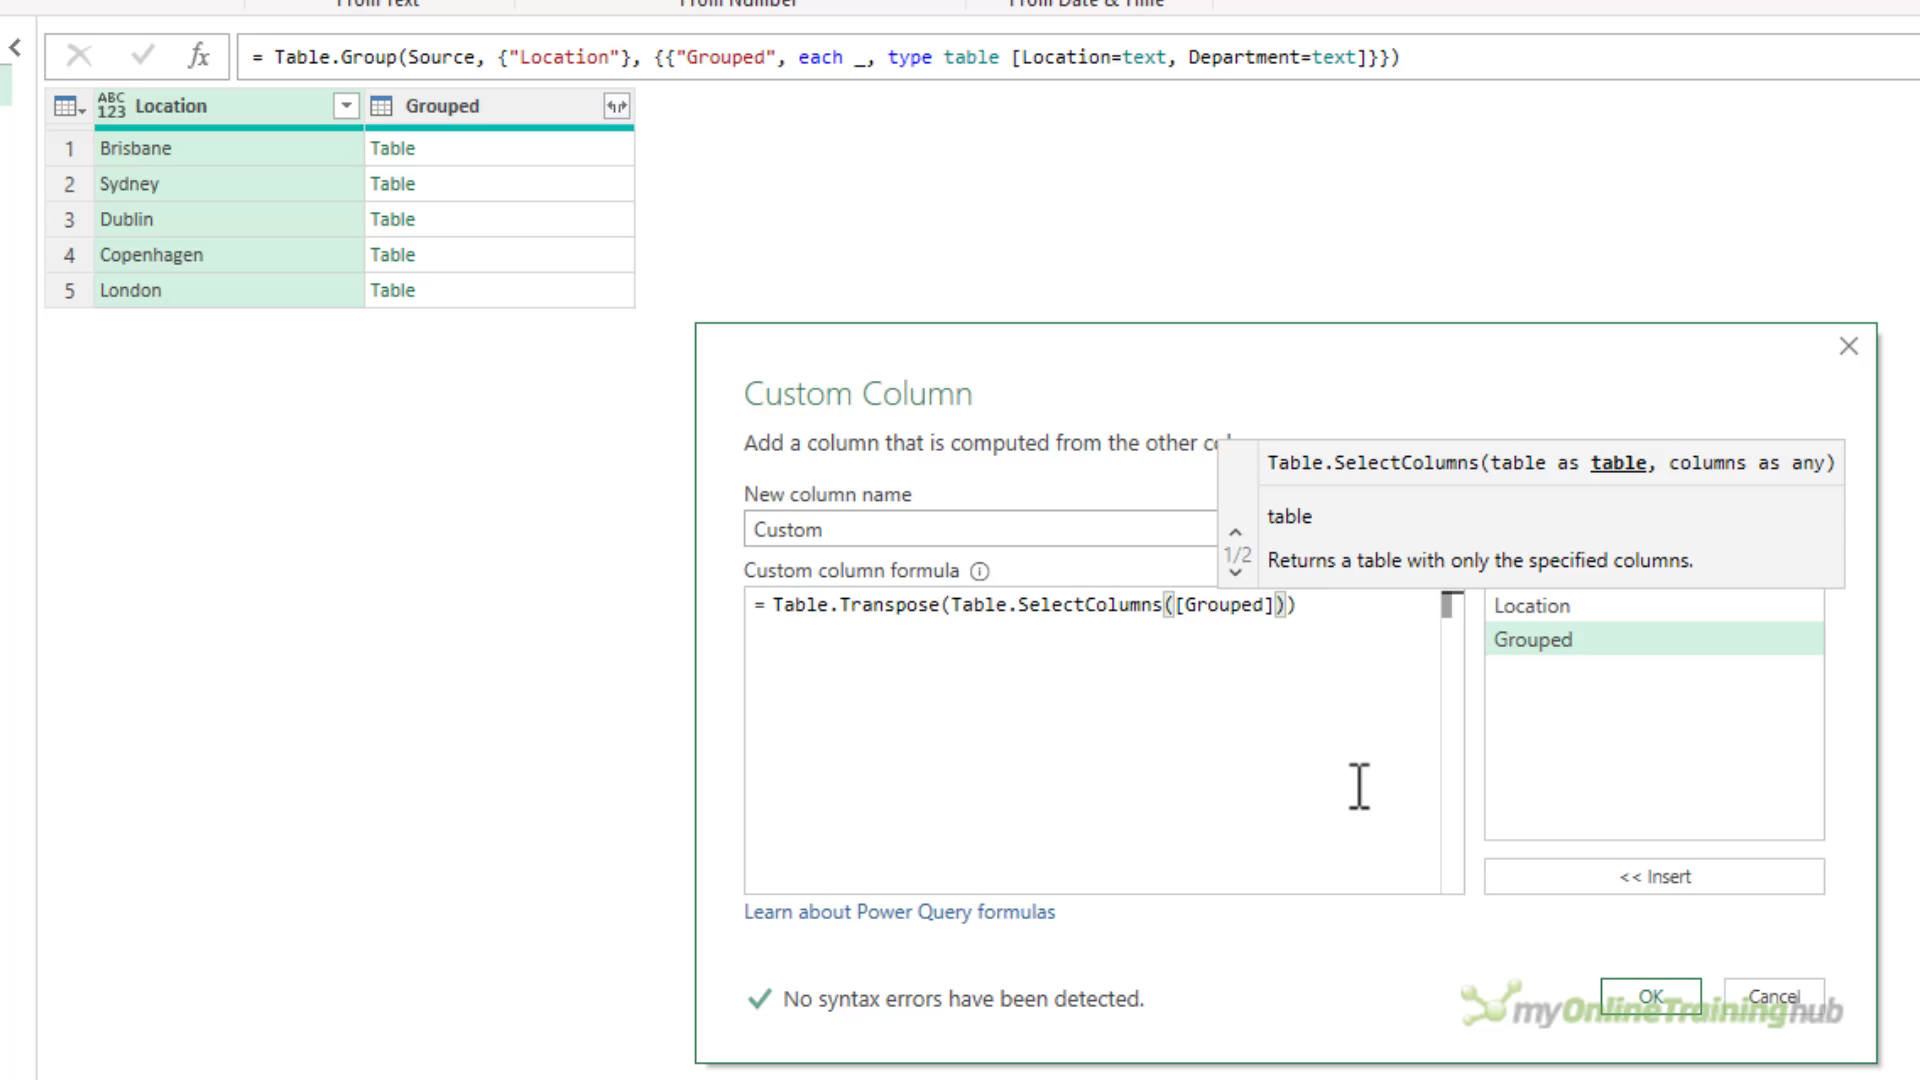 From Text
From Number
From Date & Time
fx
= Table.Group(Source, {"Location"}, {{"Grouped", each _, type table [Location=text, Department=text]}})
ABC
123
Location
Grouped
1 Brisbane Table
2 Sydney Table
3 Dublin Table
4 Copenhagen Table
5 London Table
Custom Column
Add a column that is computed from the other
Table.SelectColumns(table as table, columns as any)
New column name
table
Custom
1/2
Returns a table with only the specified columns.
Custom column formula
= Table.Transpose(Table.SelectColumns([Grouped]))
Location
Grouped
<< Insert
Learn about Power Query formulas
No syntax errors have been detected.
OK
Cancel
myOnlineTraininghub